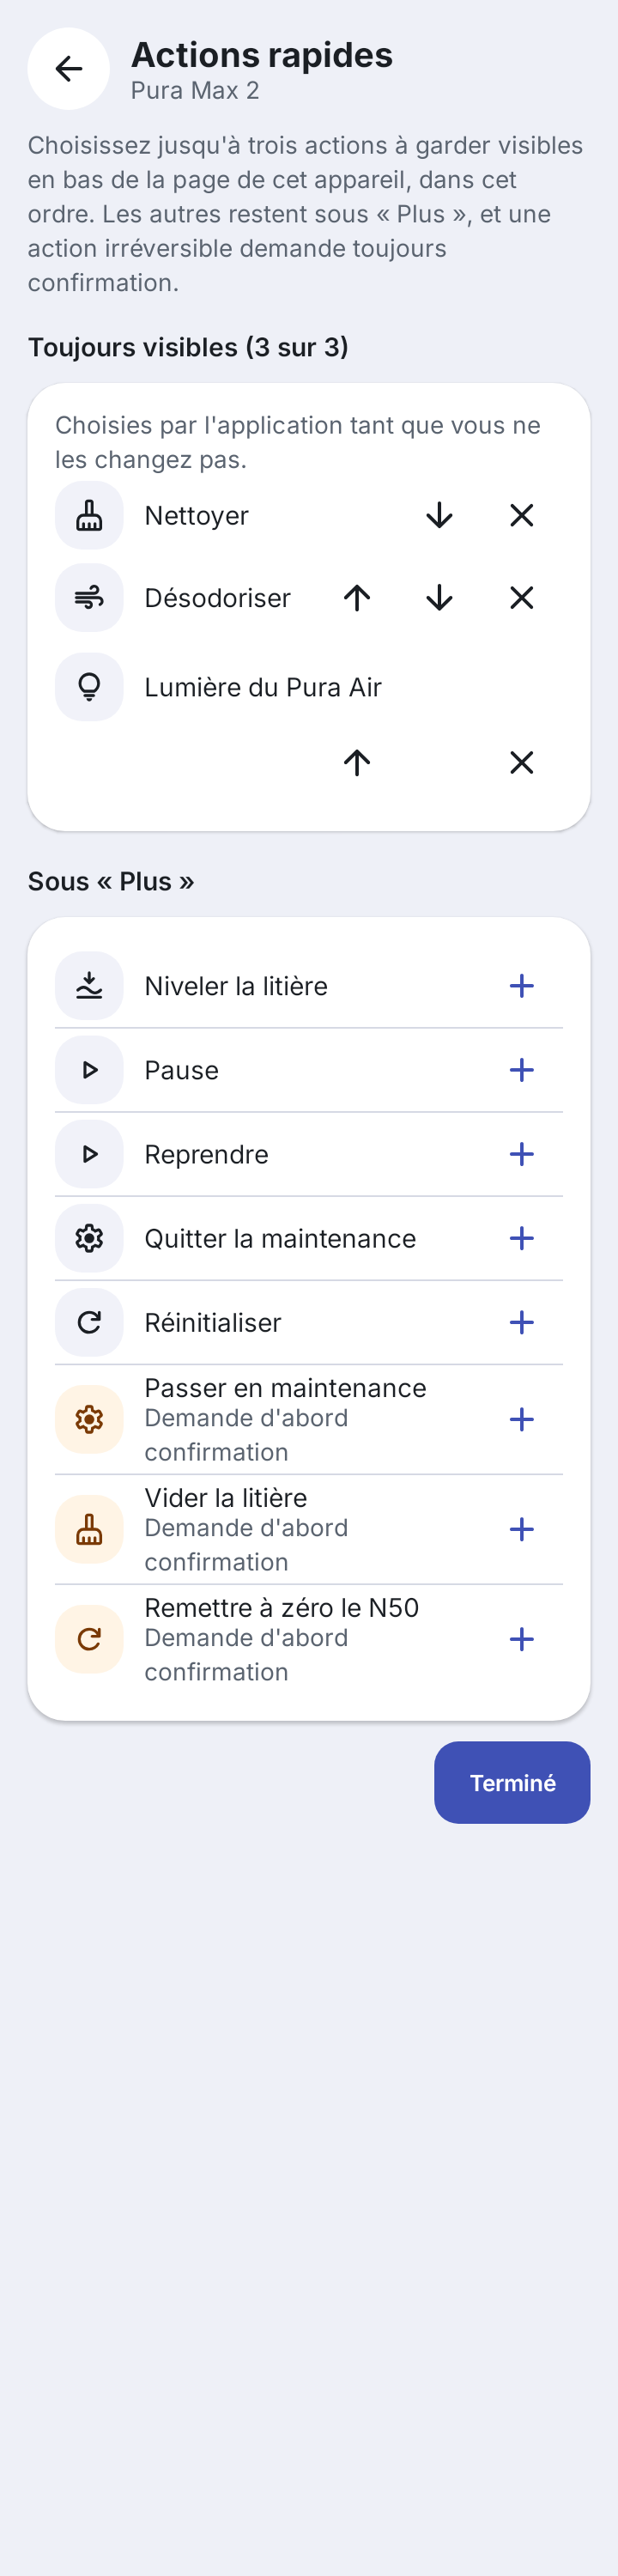 Actions rapides
Pura Max 2
Choisissez jusqu'à trois actions à garder visibles
en bas de la page de cet appareil, dans cet
ordre. Les autres restent sous « Plus », et une
action irréversible demande toujours
confirmation.
Toujours visibles (3 sur 3)
Choisies par l'application tant que vous ne
les changez pas.
Nettoyer
Désodoriser
Lumière du Pura Air
Sous « Plus »
Niveler la litière
Pause
Reprendre
Quitter la maintenance
Réinitialiser
Passer en maintenance
Demande d'abord
confirmation
Vider la litière
Demande d'abord
confirmation
Remettre à zéro le N50
Demande d'abord
confirmation
Terminé